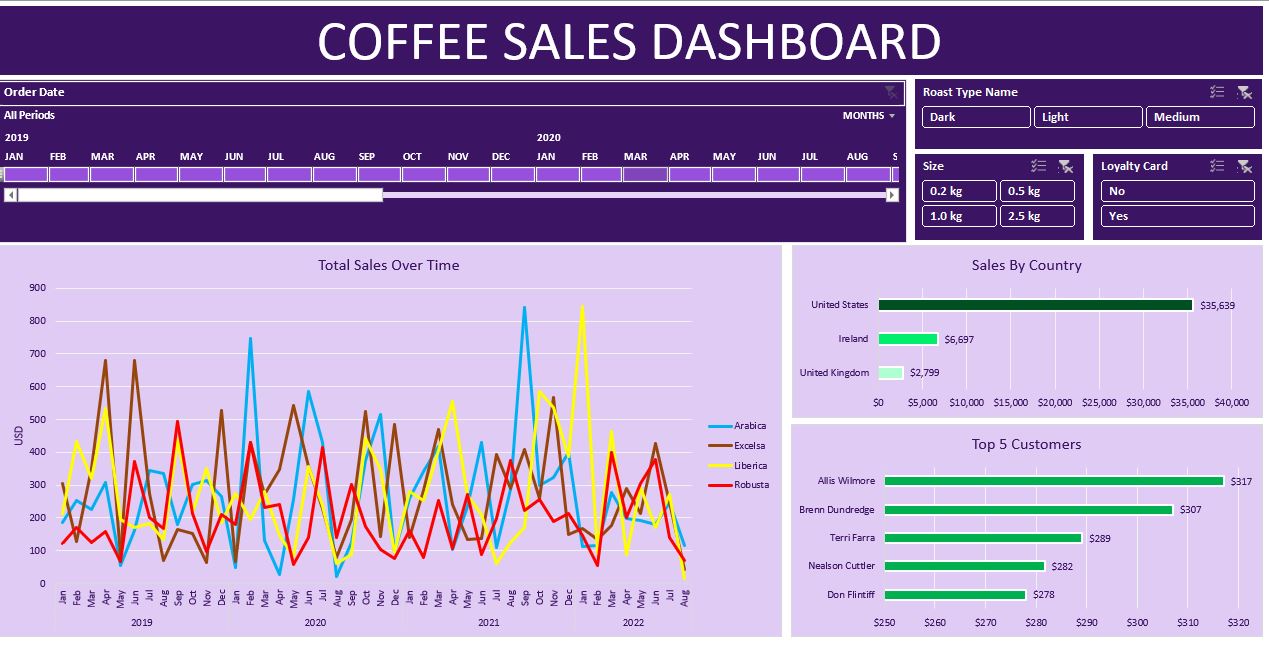 COFFEE SALES DASHBOARD
Order Date
All Periods MONTHS
2019 2020
JAN FEB MAR APR MAY JUN JUL AUG SEP OCT NOV DEC JAN FEB MAR APR MAY JUN JUL AUG S
Roast Type Name
Dark Light Medium
Size
0.2 kg 0.5 kg
1.0 kg 2.5 kg
Loyalty Card
No
Yes
Total Sales Over Time
900
800
700
600
500
400
300
200
100
0
USD
Jan Feb Mar Apr May Jun Jul Aug Sep Oct Nov Dec Jan Feb Mar Apr May Jun Jul Aug Sep Oct Nov Dec Jan Feb Mar Apr May Jun Jul Aug Sep Oct Nov Dec Jan Feb Mar Apr May Jun Jul Aug
2019 2020 2021 2022
Arabica
Excelsa
Liberica
Robusta
Sales By Country
United States $35,639
Ireland $6,697
United Kingdom $2,799
$0 $5,000 $10,000 $15,000 $20,000 $25,000 $30,000 $35,000 $40,000
Top 5 Customers
Allis Wilmore $317
Brenn Dundredge $307
Terri Farra $289
Nealson Cuttler $282
Don Flintiff $278
$250 $260 $270 $280 $290 $300 $310 $320